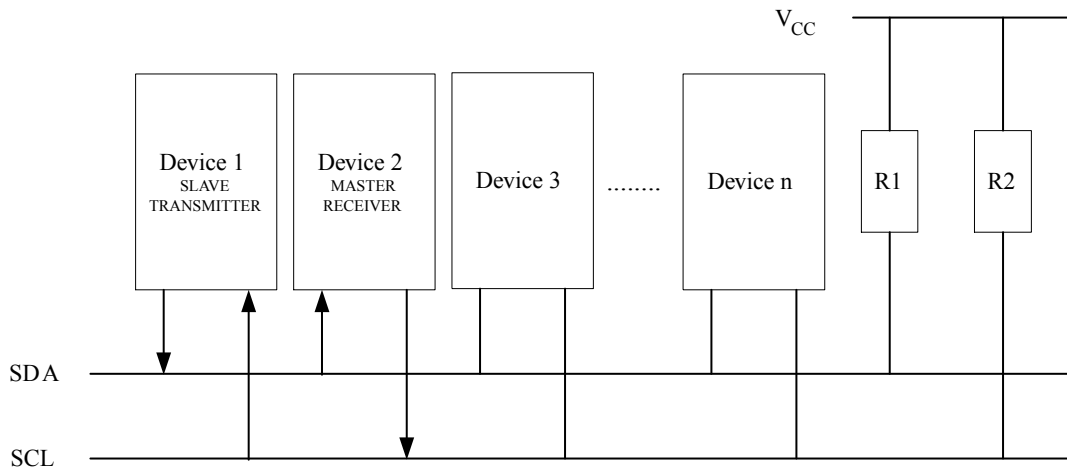 VCC
Device 1
SLAVE
TRANSMITTER
Device 2
MASTER
RECEIVER
Device 3
........
Device n
R1
R2
SDA
SCL